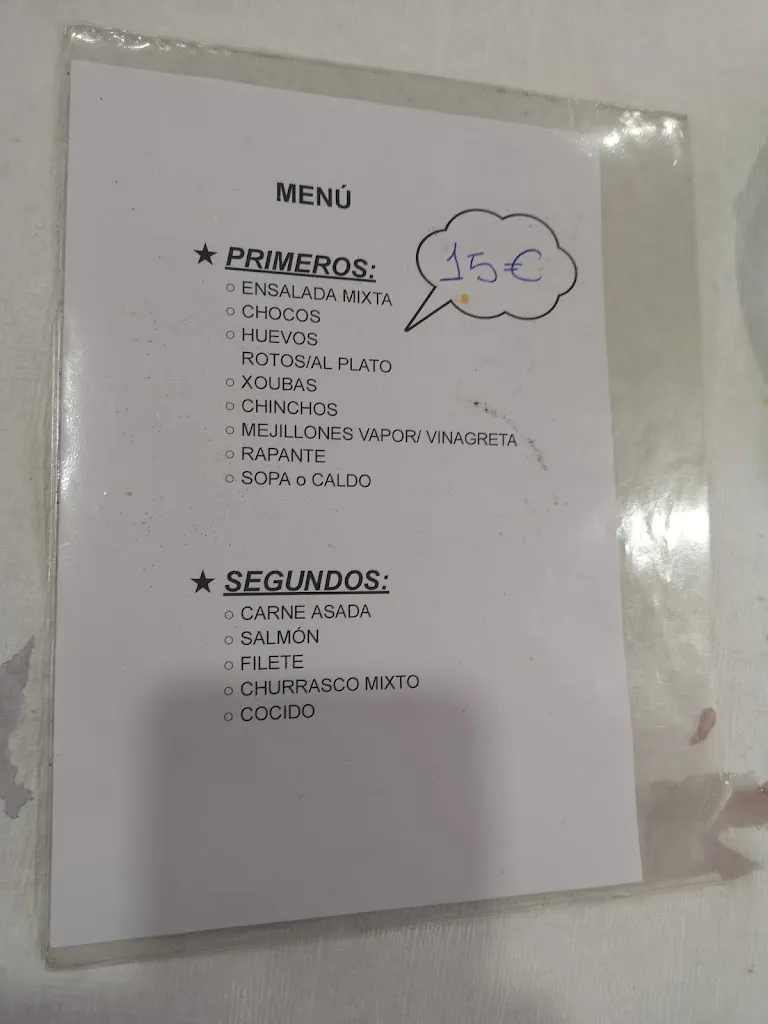 MENÚ
15€
★ PRIMEROS:
○ ENSALADA MIXTA
○ CHOCOS
○ HUEVOS
ROTOS/AL PLATO
○ XOUBAS
○ CHINCHOS
○ MEJILLONES VAPOR/ VINAGRETA
○ RAPANTE
○ SOPA o CALDO
★ SEGUNDOS:
○ CARNE ASADA
○ SALMÓN
○ FILETE
○ CHURRASCO MIXTO
○ COCIDO